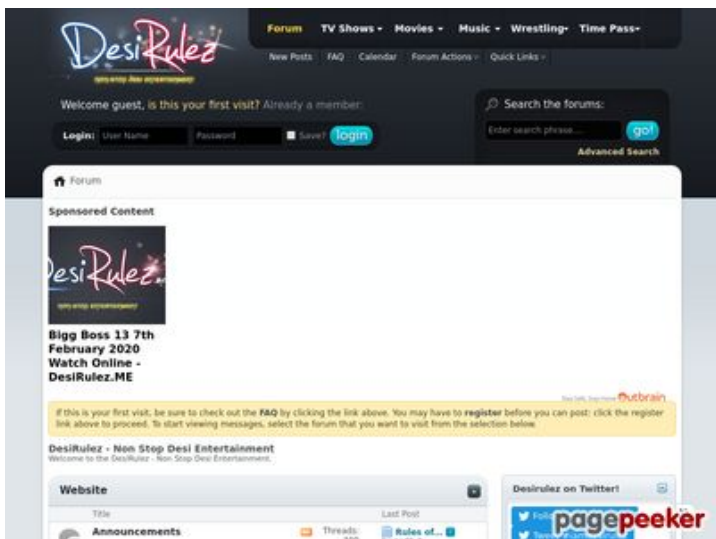 DesiRulez
non stop desi entertainment
Forum TV Shows Movies Music Wrestling Time Pass
New Posts FAQ Calendar Forum Actions Quick Links
Welcome guest, is this your first visit? Already a member:
Login: User Name Password Save? login
Search the forums:
Enter search phrase.... go!
Advanced Search
Forum
Sponsored Content
DesiRulez
Bigg Boss 13 7th
February 2020
Watch Online -
DesiRulez.ME
Outbrain
If this is your first visit, be sure to check out the FAQ by clicking the link above. You may have to register before you can post: click the register
link above to proceed. To start viewing messages, select the forum that you want to visit from the selection below.
DesiRulez - Non Stop Desi Entertainment
Welcome to the DesiRulez - Non Stop Desi Entertainment.
Website
Title Last Post
Announcements Threads: Rules of...
Desirulez on Twitter!
pagepeeker